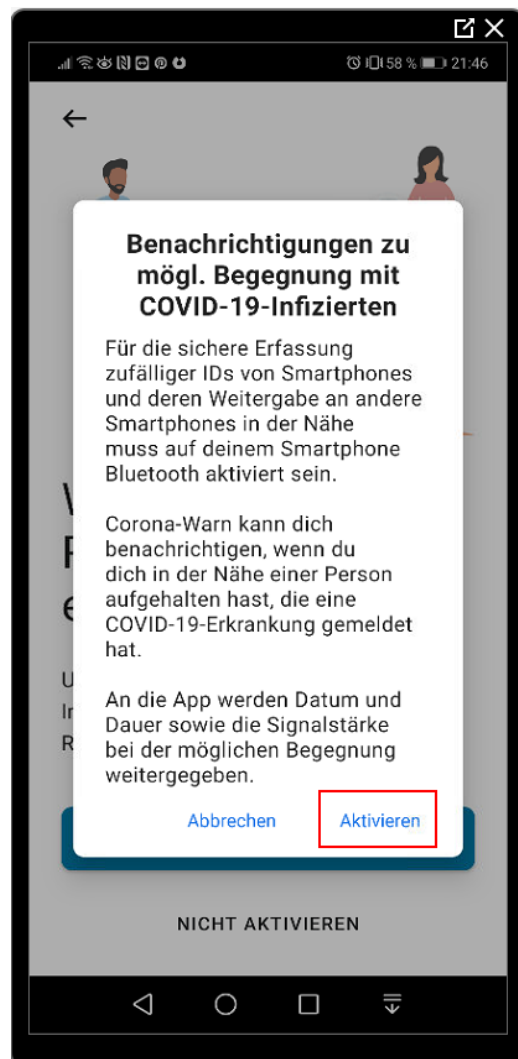 58 % 21:46
Benachrichtigungen zu
mögl. Begegnung mit
COVID-19-Infizierten
Für die sichere Erfassung
zufälliger IDs von Smartphones
und deren Weitergabe an andere
Smartphones in der Nähe
muss auf deinem Smartphone
Bluetooth aktiviert sein.
Corona-Warn kann dich
benachrichtigen, wenn du
dich in der Nähe einer Person
aufgehalten hast, die eine
COVID-19-Erkrankung gemeldet
hat.
An die App werden Datum und
Dauer sowie die Signalstärke
bei der möglichen Begegnung
weitergegeben.
Abbrechen Aktivieren
NICHT AKTIVIEREN